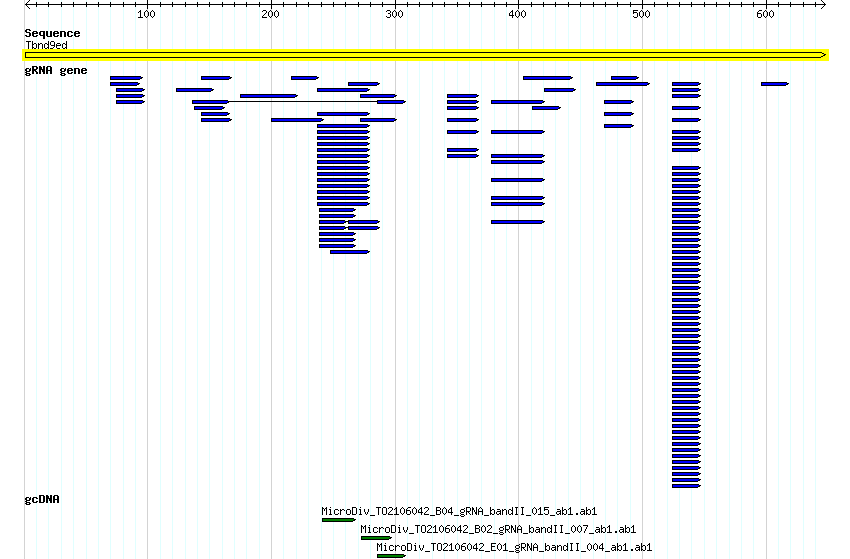 100 200 300 400 500 600
Sequence
Tbnd9ed
gRNA gene
gcDNA
MicroDiv_TO2106042_B04_gRNA_bandII_015_ab1.ab1
MicroDiv_TO2106042_B02_gRNA_bandII_007_ab1.ab1
MicroDiv_TO2106042_E01_gRNA_bandII_004_ab1.ab1